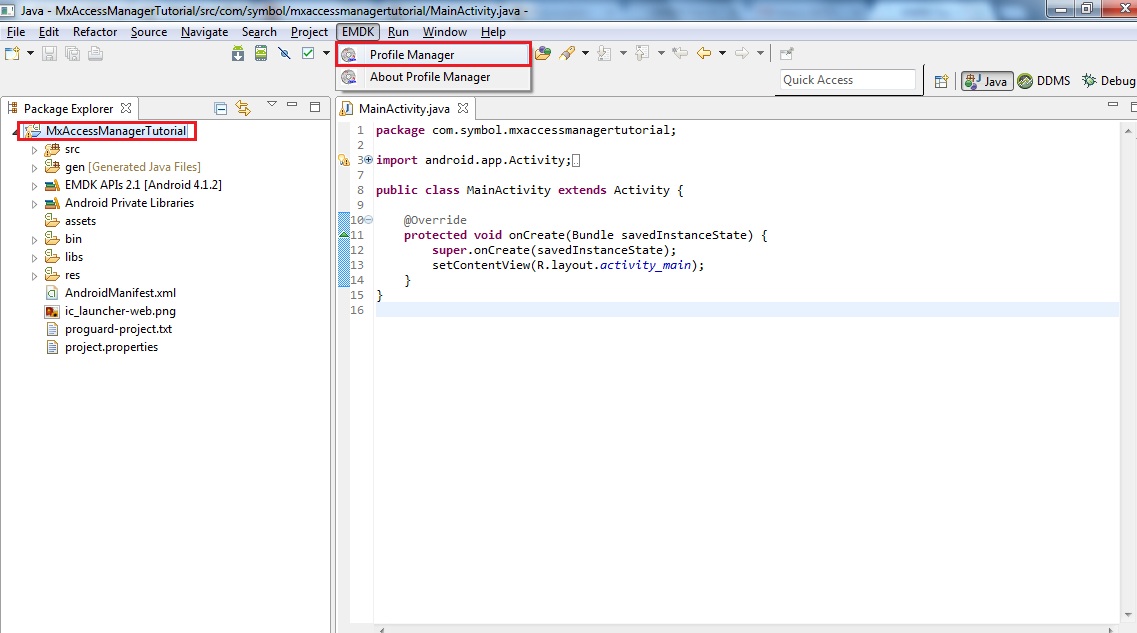 Java - MxAccessManagerTutorial/src/com/symbol/mxaccessmanagertutorial/MainActivity.java -
File Edit Refactor Source Navigate Search Project EMDK Run Window Help
Profile Manager
About Profile Manager
Quick Access
Java
DDMS
Debug
Package Explorer
MxAccessManagerTutorial
src
gen [Generated Java Files]
EMDK APIs 2.1 [Android 4.1.2]
Android Private Libraries
assets
bin
libs
res
AndroidManifest.xml
ic_launcher-web.png
proguard-project.txt
project.properties
MainActivity.java
1 package com.symbol.mxaccessmanagertutorial;
2
3 import android.app.Activity;
7
8 public class MainActivity extends Activity {
9
10 @Override
11 protected void onCreate(Bundle savedInstanceState) {
12 super.onCreate(savedInstanceState);
13 setContentView(R.layout.activity_main);
14 }
15 }
16